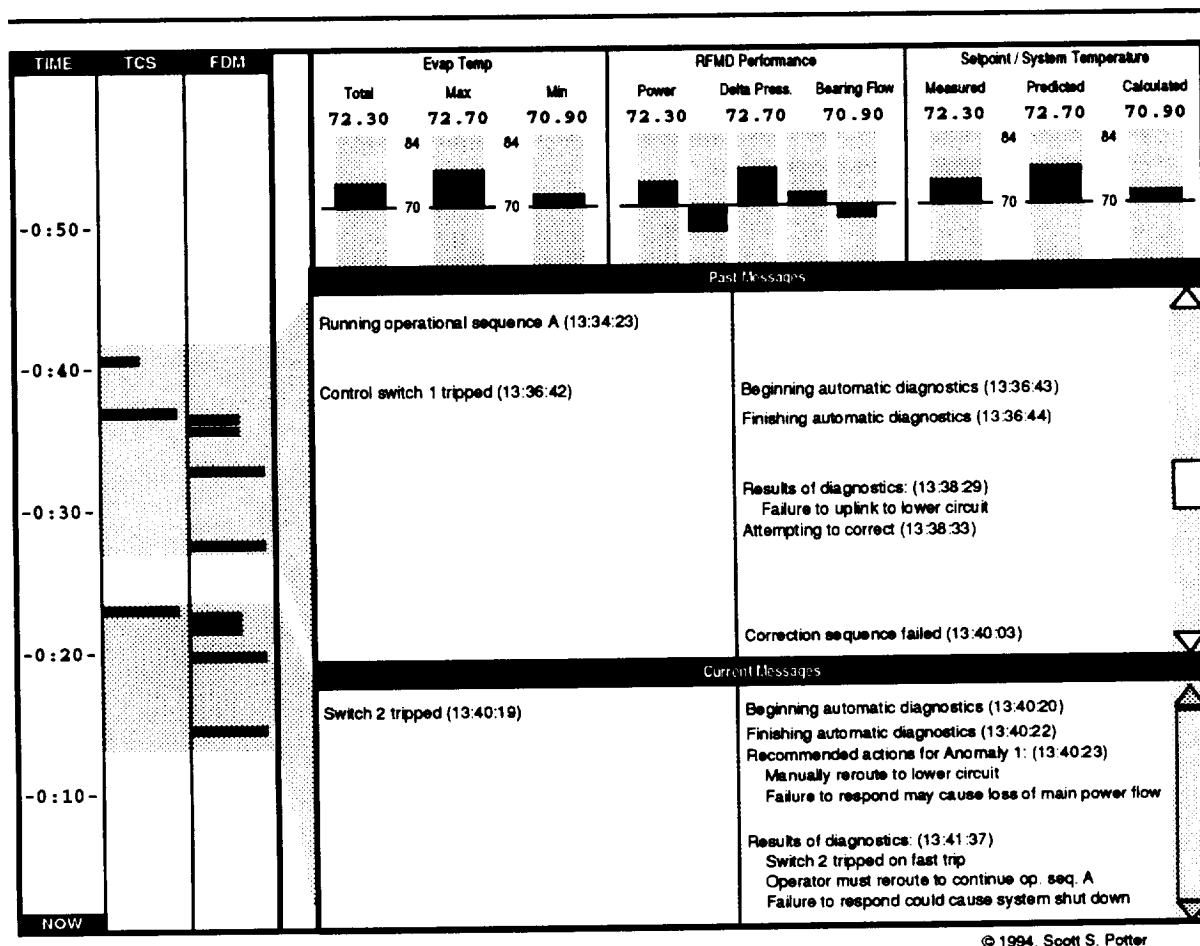 TIME TCS FDM
Evap Temp
Total Max Min
72.30 72.70 70.90
84 84
70 70
RFMD Performance
Power Delta Press. Bearing Flow
72.30 72.70 70.90
Setpoint / System Temperature
Measured Predicted Calculated
72.30 72.70 70.90
84 84
70 70
-0:50-
-0:40-
-0:30-
-0:20-
-0:10-
NOW
Past Messages
Running operational sequence A (13:34:23)
Control switch 1 tripped (13:36:42)
Beginning automatic diagnostics (13:36:43)
Finishing automatic diagnostics (13:36:44)
Results of diagnostics: (13:38:29)
Failure to uplink to lower circuit
Attempting to correct (13:38:33)
Correction sequence failed (13:40:03)
Current Messages
Switch 2 tripped (13:40:19)
Beginning automatic diagnostics (13:40:20)
Finishing automatic diagnostics (13:40:22)
Recommended actions for Anomaly 1: (13:40:23)
Manually reroute to lower circuit
Failure to respond may cause loss of main power flow
Results of diagnostics: (13:41:37)
Switch 2 tripped on fast trip
Operator must reroute to continue op. seq. A
Failure to respond could cause system shut down
© 1994, Scott S. Potter